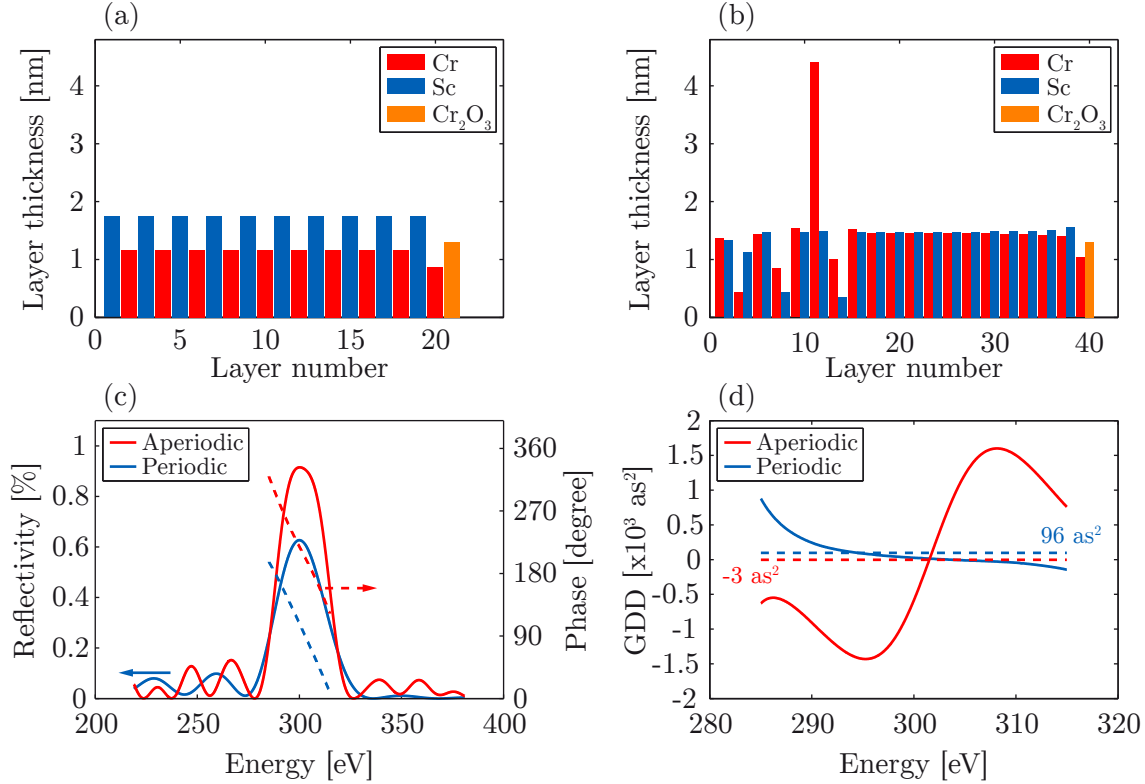 (a)
Layer thickness [nm]
4
3
2
1
0
Cr
Sc
Cr₂O₃
0 5 10 15 20
Layer number
(b)
Layer thickness [nm]
4
3
2
1
0
Cr
Sc
Cr₂O₃
0 10 20 30 40
Layer number
(c)
Reflectivity [%]
1
0.8
0.6
0.4
0.2
0
Aperiodic
Periodic
360
270
180
90
0
Phase [degree]
200 250 300 350 400
Energy [eV]
(d)
GDD [x10³ as²]
2
1.5
1
0.5
0
-0.5
-1
-1.5
-2
Aperiodic
Periodic
96 as²
-3 as²
280 290 300 310 320
Energy [eV]